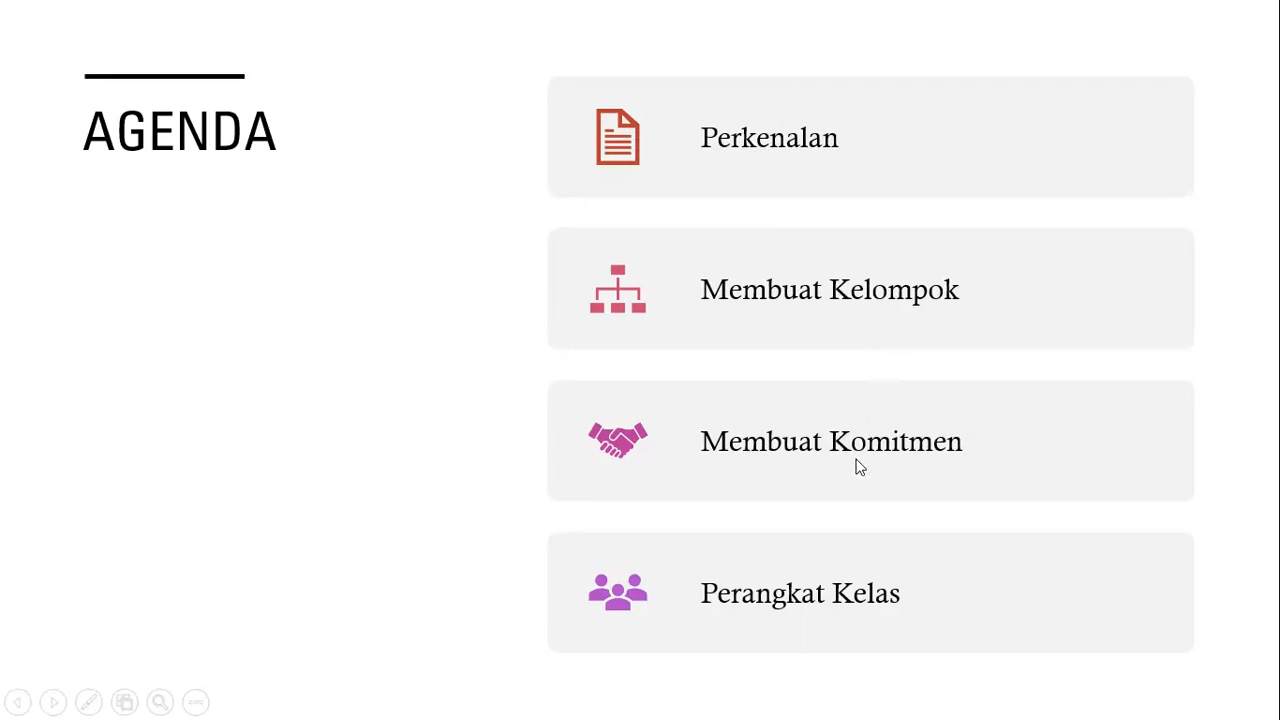 AGENDA
Perkenalan
Membuat Kelompok
Membuat Komitmen
Perangkat Kelas